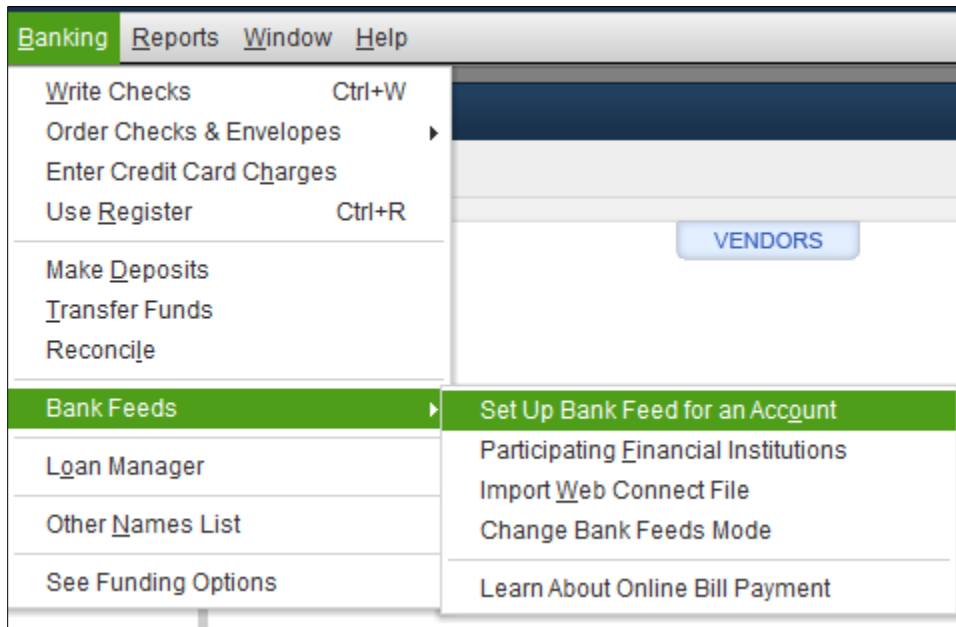 Banking Reports Window Help
Write Checks Ctrl+W
Order Checks & Envelopes
Enter Credit Card Charges
Use Register Ctrl+R
VENDORS
Make Deposits
Transfer Funds
Reconcile
Bank Feeds
Set Up Bank Feed for an Account
Participating Financial Institutions
Import Web Connect File
Change Bank Feeds Mode
Learn About Online Bill Payment
Loan Manager
Other Names List
See Funding Options